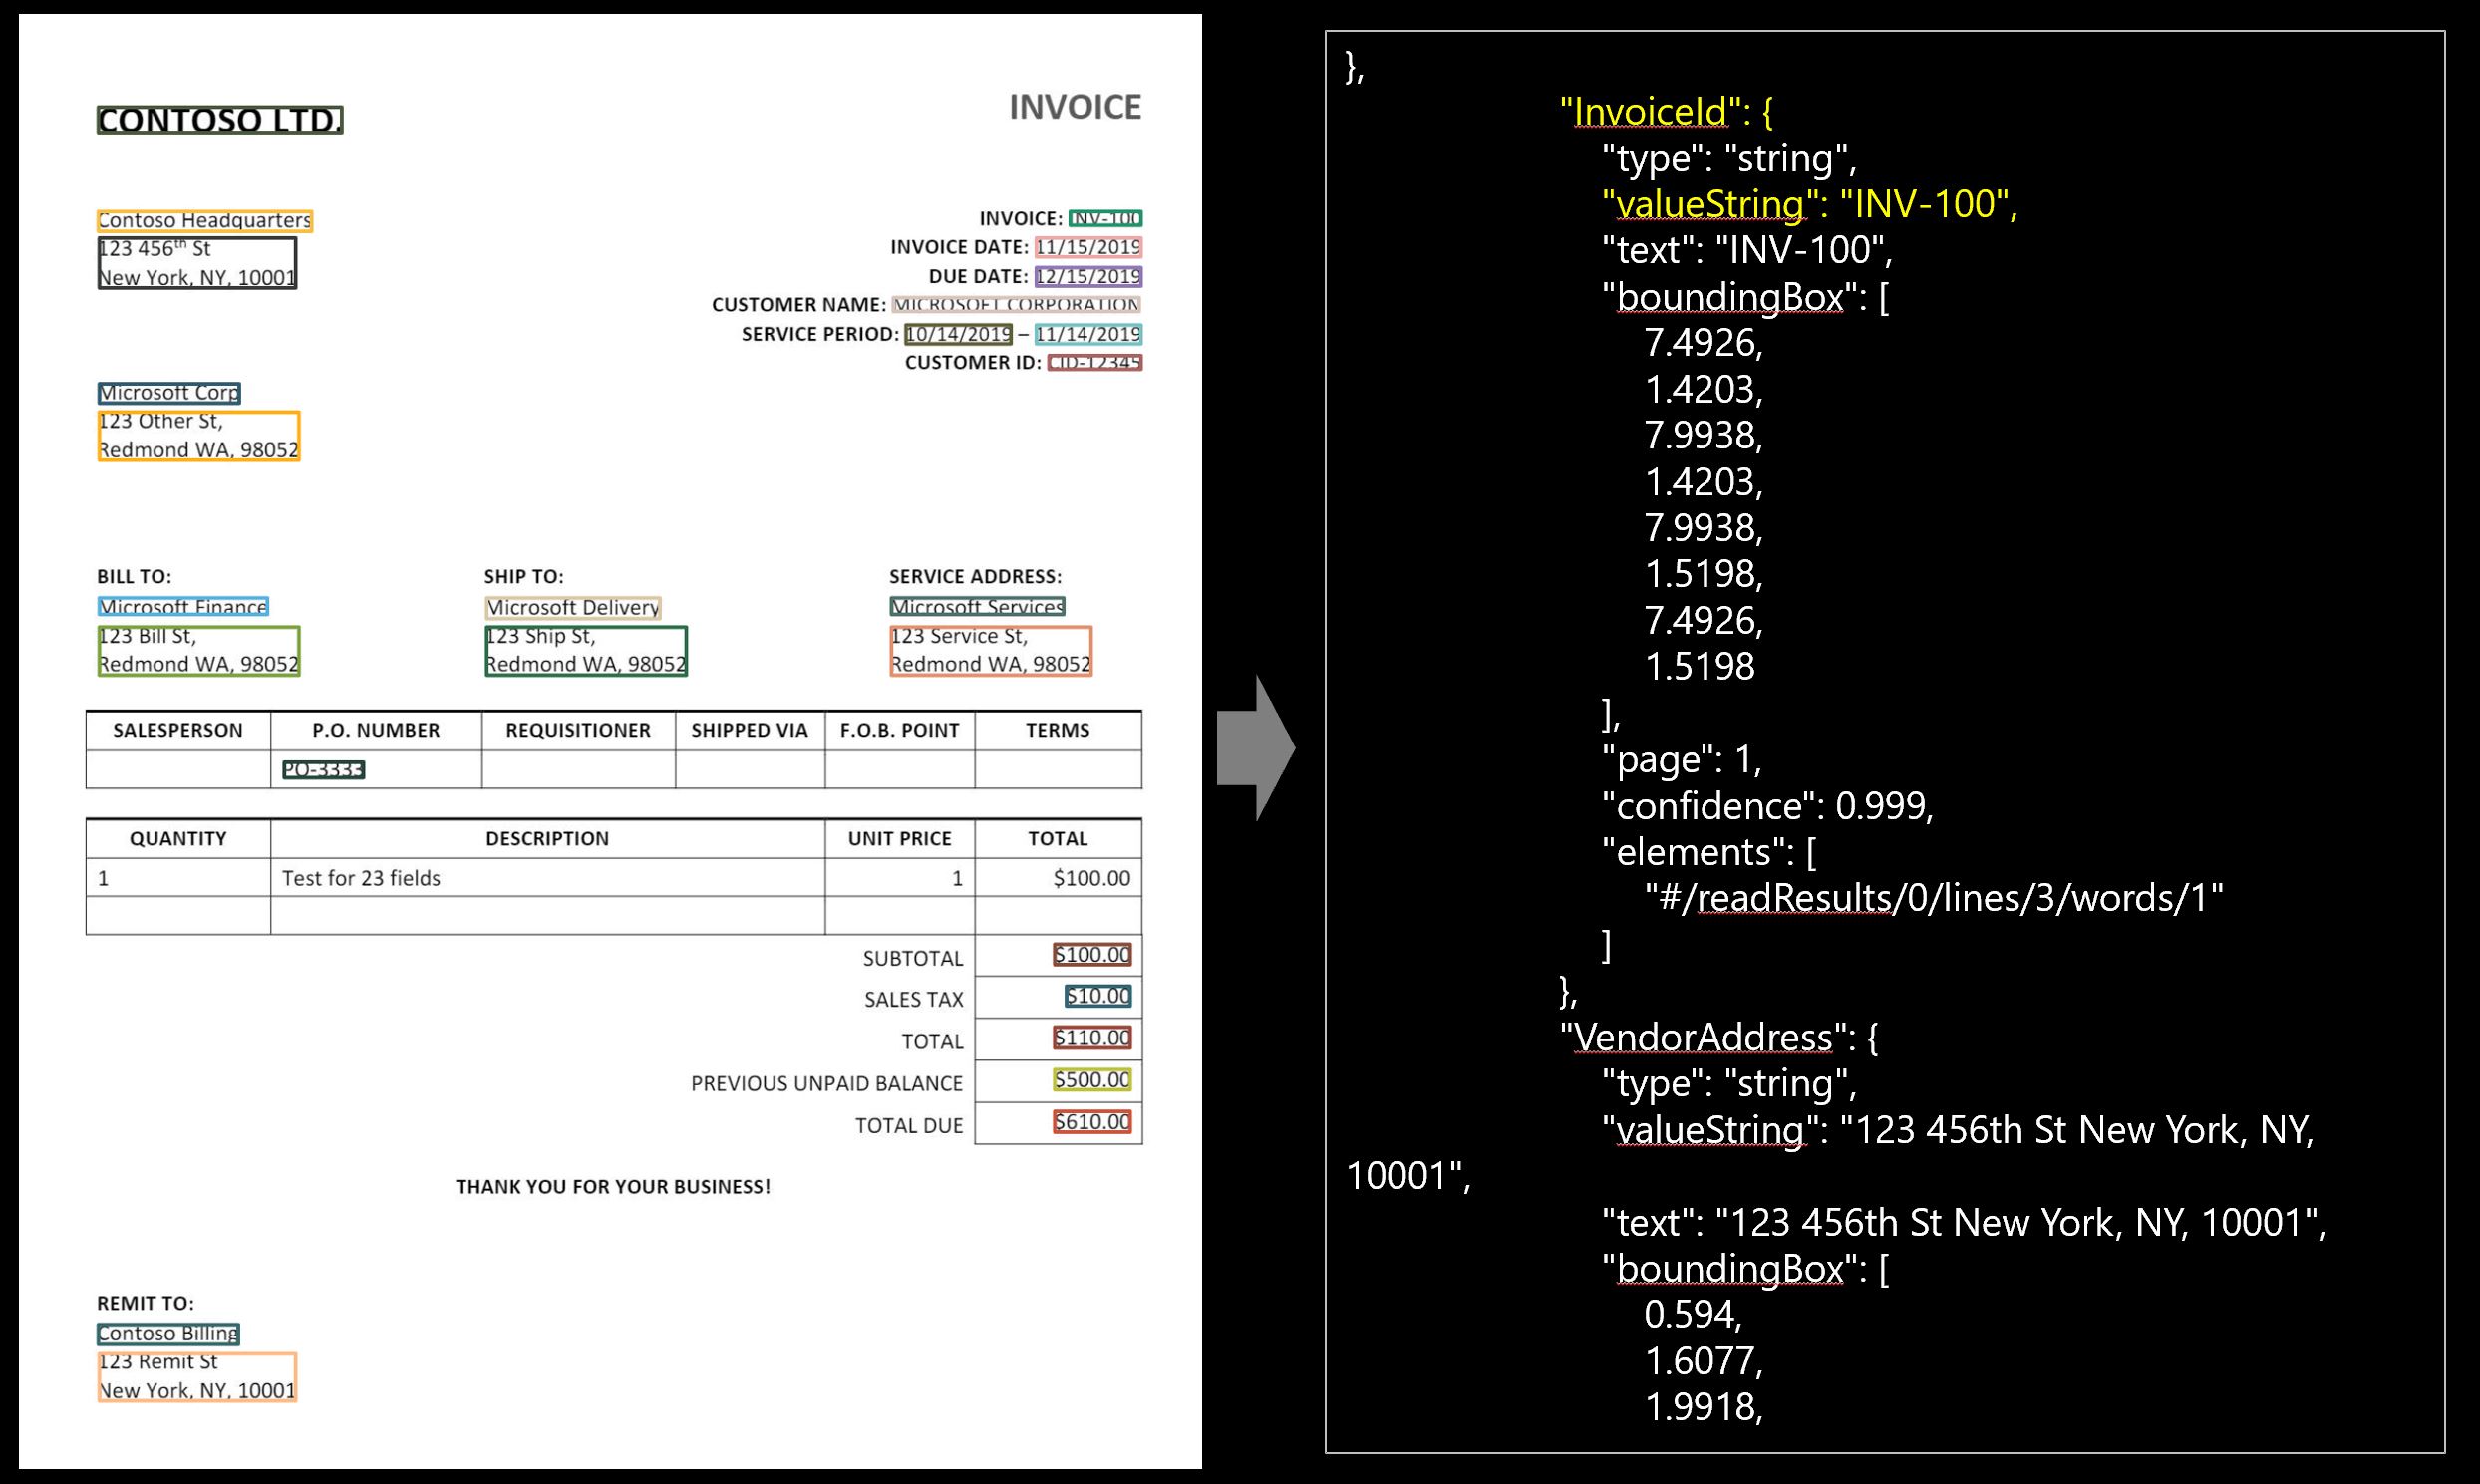 CONTOSO LTD.
INVOICE
Contoso Headquarters
123 456th St
New York, NY, 10001
INVOICE: INV-100
INVOICE DATE: 11/15/2019
DUE DATE: 12/15/2019
CUSTOMER NAME: MICROSOFT CORPORATION
SERVICE PERIOD: 10/14/2019 – 11/14/2019
CUSTOMER ID: CID-12345
Microsoft Corp
123 Other St,
Redmond WA, 98052
BILL TO:
Microsoft Finance
123 Bill St,
Redmond WA, 98052
SHIP TO:
Microsoft Delivery
123 Ship St,
Redmond WA, 98052
SERVICE ADDRESS:
Microsoft Services
123 Service St,
Redmond WA, 98052
SALESPERSON P.O. NUMBER REQUISITIONER SHIPPED VIA F.O.B. POINT TERMS
PO-3333
QUANTITY DESCRIPTION UNIT PRICE TOTAL
1 Test for 23 fields 1 $100.00
SUBTOTAL $100.00
SALES TAX $10.00
TOTAL $110.00
PREVIOUS UNPAID BALANCE $500.00
TOTAL DUE $610.00
THANK YOU FOR YOUR BUSINESS!
REMIT TO:
Contoso Billing
123 Remit St
New York, NY, 10001
},
"InvoiceId": {
"type": "string",
"valueString": "INV-100",
"text": "INV-100",
"boundingBox": [
7.4926,
1.4203,
7.9938,
1.4203,
7.9938,
1.5198,
7.4926,
1.5198
],
"page": 1,
"confidence": 0.999,
"elements": [
"#/readResults/0/lines/3/words/1"
]
},
"VendorAddress": {
"type": "string",
"valueString": "123 456th St New York, NY,
10001",
"text": "123 456th St New York, NY, 10001",
"boundingBox": [
0.594,
1.6077,
1.9918,